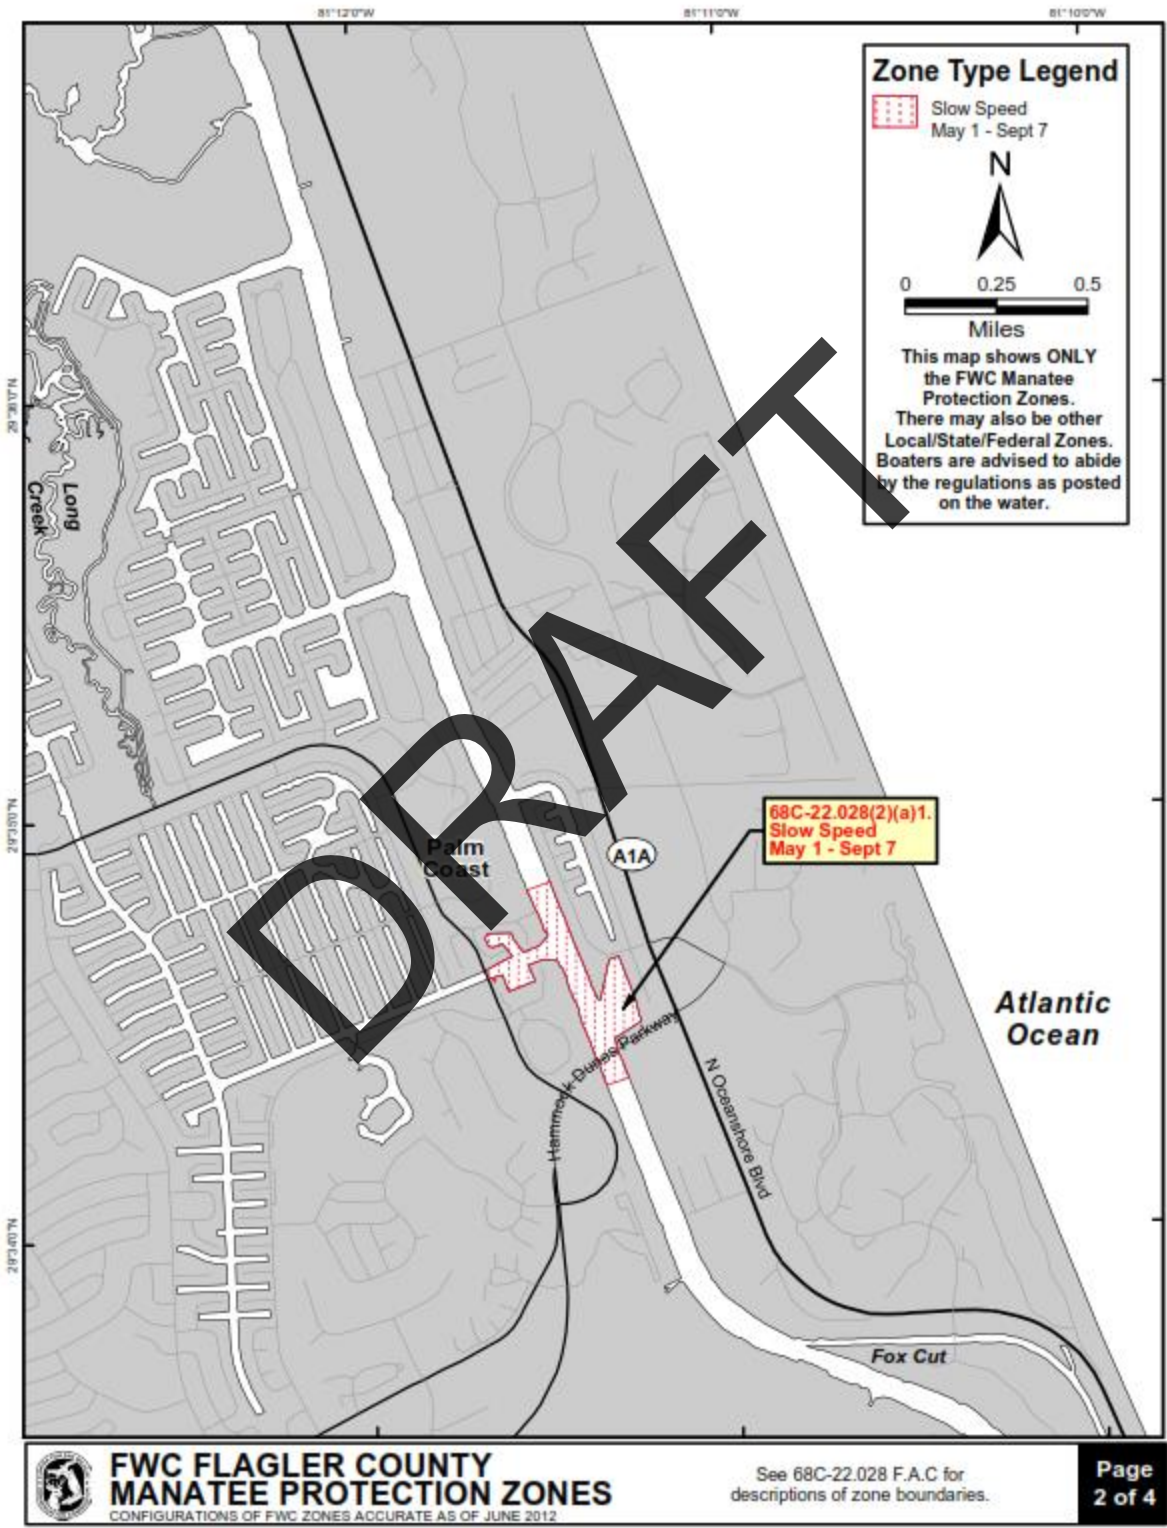 81°12'0"W
81°11'0"W
81°10'0"W
Zone Type Legend
Slow Speed
May 1 - Sept 7
N
0 0.25 0.5
Miles
This map shows ONLY
the FWC Manatee
Protection Zones.
There may also be other
Local/State/Federal Zones.
Boaters are advised to abide
by the regulations as posted
on the water.
Long
Creek
DRAFT
68C-22.028(2)(a)1.
Slow Speed
May 1 - Sept 7
Palm
Coast
A1A
29°35'0"N
Atlantic
Ocean
Hammock Dunes Parkway
N Oceanshore Blvd
29°34'0"N
Fox Cut
FWC FLAGLER COUNTY
MANATEE PROTECTION ZONES
CONFIGURATIONS OF FWC ZONES ACCURATE AS OF JUNE 2012
See 68C-22.028 F.A.C for
descriptions of zone boundaries.
Page
2 of 4